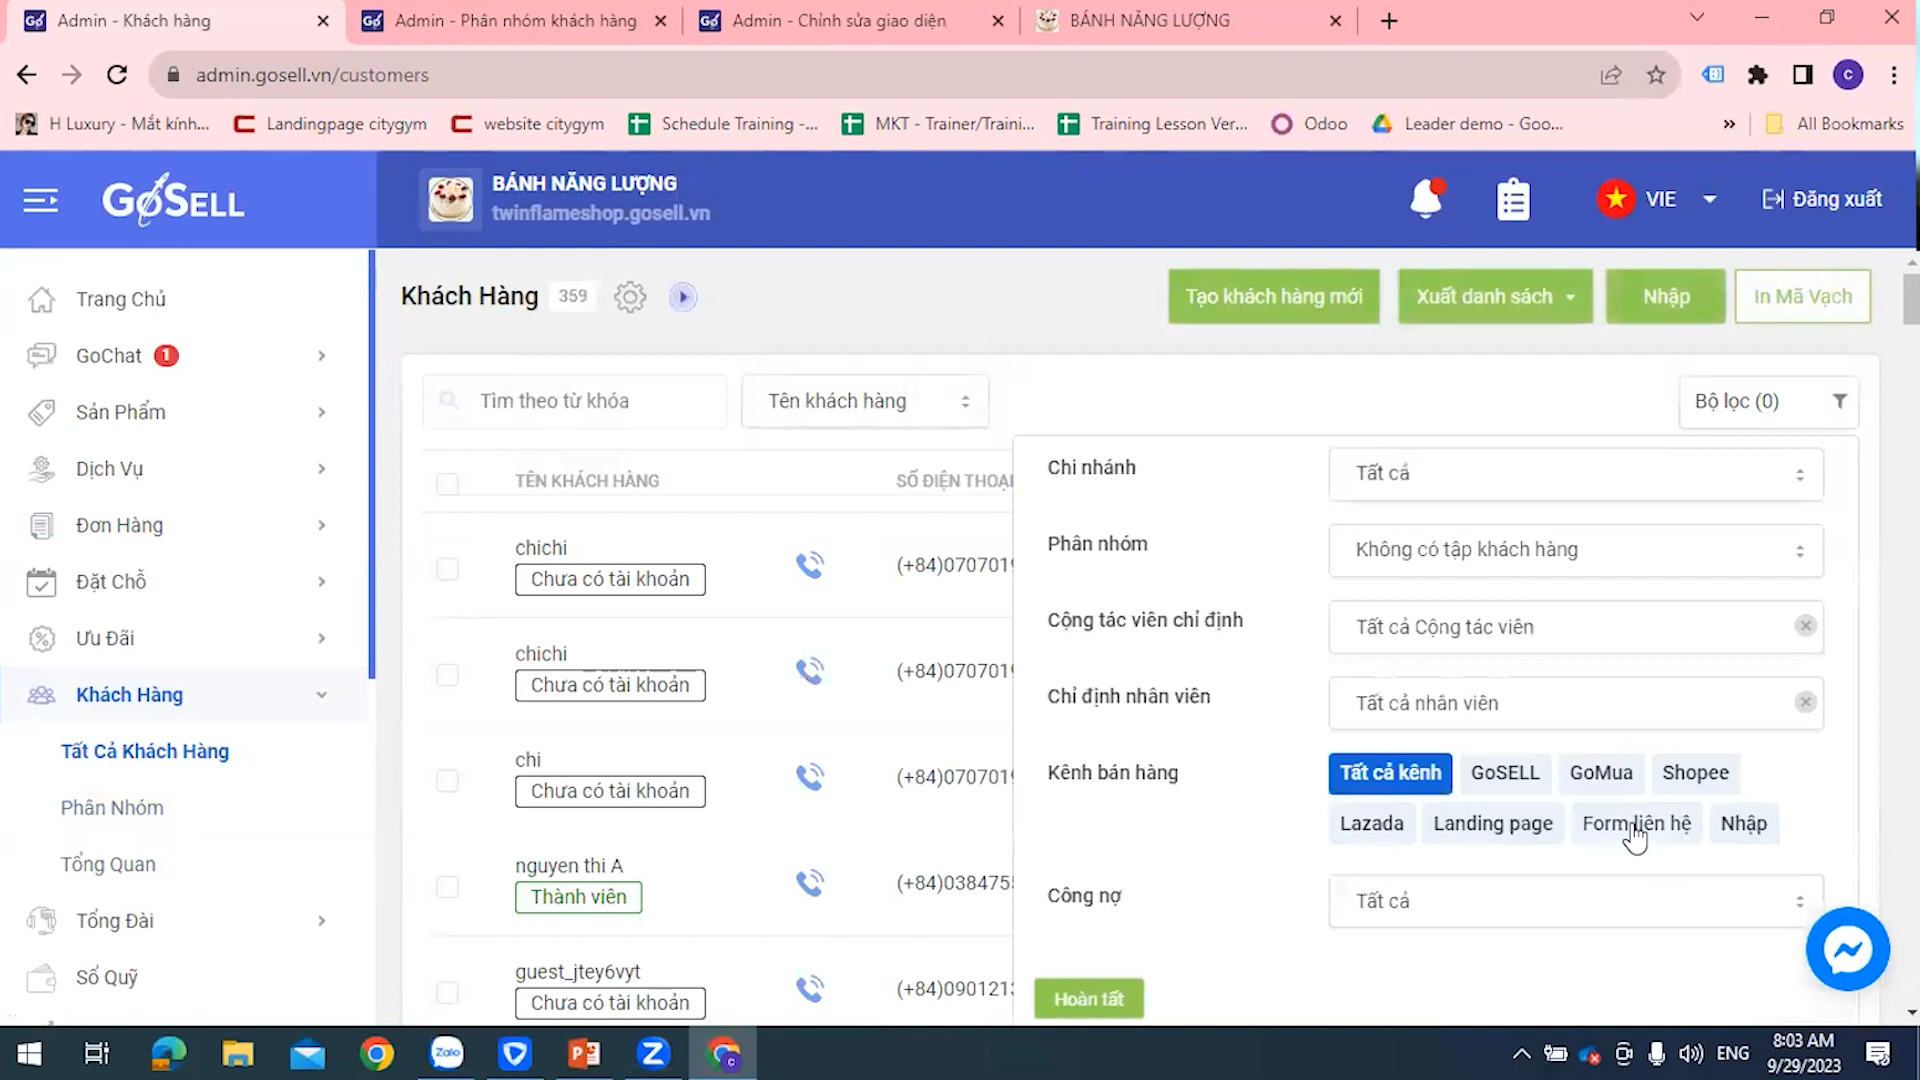 Admin - Khách hàng
Admin - Phân nhóm khách hàng
Admin - Chỉnh sửa giao diện
BÁNH NĂNG LƯỢNG
admin.gosell.vn/customers
C
H Luxury - Mắt kính...
Landingpage citygym
website citygym
Schedule Training -...
MKT - Trainer/Traini...
Training Lesson Ver...
Odoo
Leader demo - Goo...
»
All Bookmarks
GoSELL
BÁNH NĂNG LƯỢNG
twinflameshop.gosell.vn
VIE
Đăng xuất
Trang Chủ
GoChat 1
Sản Phẩm
Dịch Vụ
Đơn Hàng
Đặt Chỗ
Ưu Đãi
Khách Hàng
Tất Cả Khách Hàng
Phân Nhóm
Tổng Quan
Tổng Đài
Sổ Quỹ
Khách Hàng 359
Tạo khách hàng mới
Xuất danh sách
Nhập
In Mã Vạch
Tìm theo từ khóa
Tên khách hàng
Bộ lọc (0)
TÊN KHÁCH HÀNG
SỐ ĐIỆN THOẠI
chichi
Chưa có tài khoản
(+84)070701
chichi
Chưa có tài khoản
(+84)070701
chi
Chưa có tài khoản
(+84)070701
nguyen thi A
Thành viên
(+84)038475
guest_jtey6vyt
Chưa có tài khoản
(+84)090121
Chi nhánh
Tất cả
Phân nhóm
Không có tập khách hàng
Cộng tác viên chỉ định
Tất cả Cộng tác viên
Chỉ định nhân viên
Tất cả nhân viên
Kênh bán hàng
Tất cả kênh
GoSELL
GoMua
Shopee
Lazada
Landing page
Form liên hệ
Nhập
Công nợ
Tất cả
Hoàn tất
Zalo
ENG
8:03 AM
9/29/2023